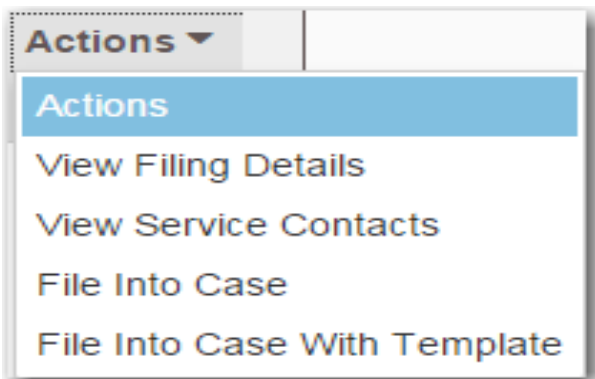 Actions
Actions
View Filing Details
View Service Contacts
File Into Case
File Into Case With Template